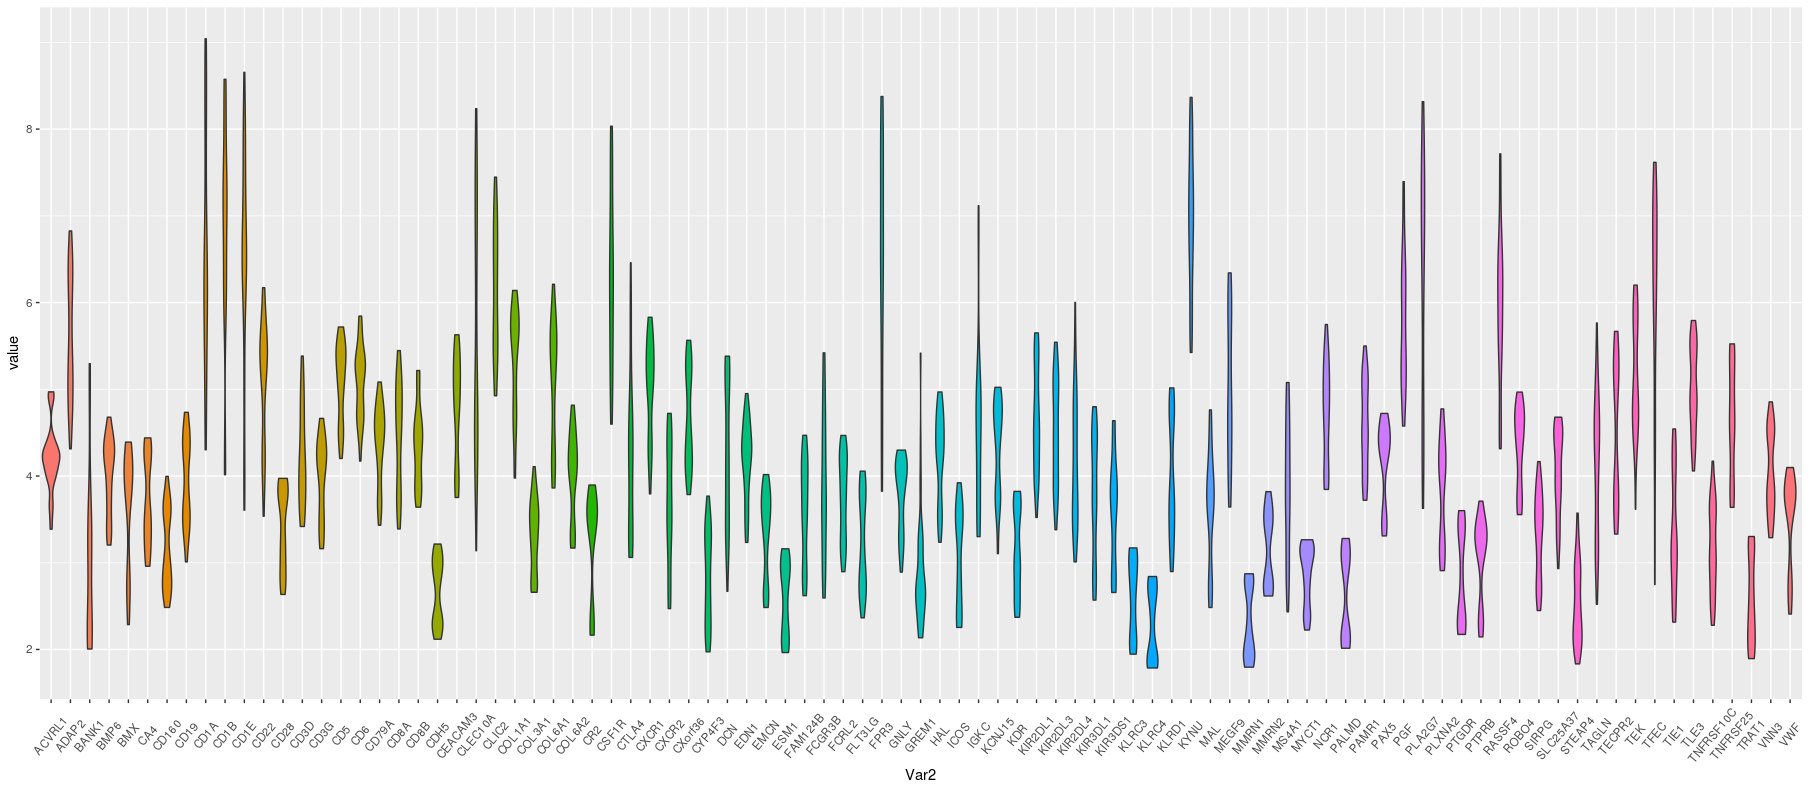 value
8
6
4
2
ACVRL1
ADAP2
BANK1
BMP6
BMX
CA4
CD160
CD19
CD1A
CD1B
CD1E
CD22
CD28
CD3D
CD3G
CD5
CD6
CD79A
CD8A
CD8B
CDH5
CEACAM3
CLEC10A
CLIC2
COL1A1
COL3A1
COL6A1
COL6A2
CR2
CSF1R
CTLA4
CXCR1
CXCR2
CXorf36
CYP4F3
DCN
EDN1
EMCN
ESM1
FAM124B
FCGR3B
FCRL2
FLT3LG
FPR3
GNLY
GREM1
HAL
ICOS
IGKC
KCNJ15
KDR
KIR2DL1
KIR2DL3
KIR2DL4
KIR3DL1
KIR3DS1
KLRC3
KLRC4
KLRD1
KYNU
MAL
MEGF9
MMRN1
MMRN2
MS4A1
MYCT1
NCR1
PALMD
PAMR1
PAX5
PGF
PLA2G7
PLXNA2
PTGDR
PTPRB
RASSF4
ROBO4
SIRPG
SLC25A37
STEAP4
TAGLN
TECPR2
TEK
TFEC
TIE1
TLE3
TNFRSF10C
TNFRSF25
TRAT1
VNN3
VWF
Var2